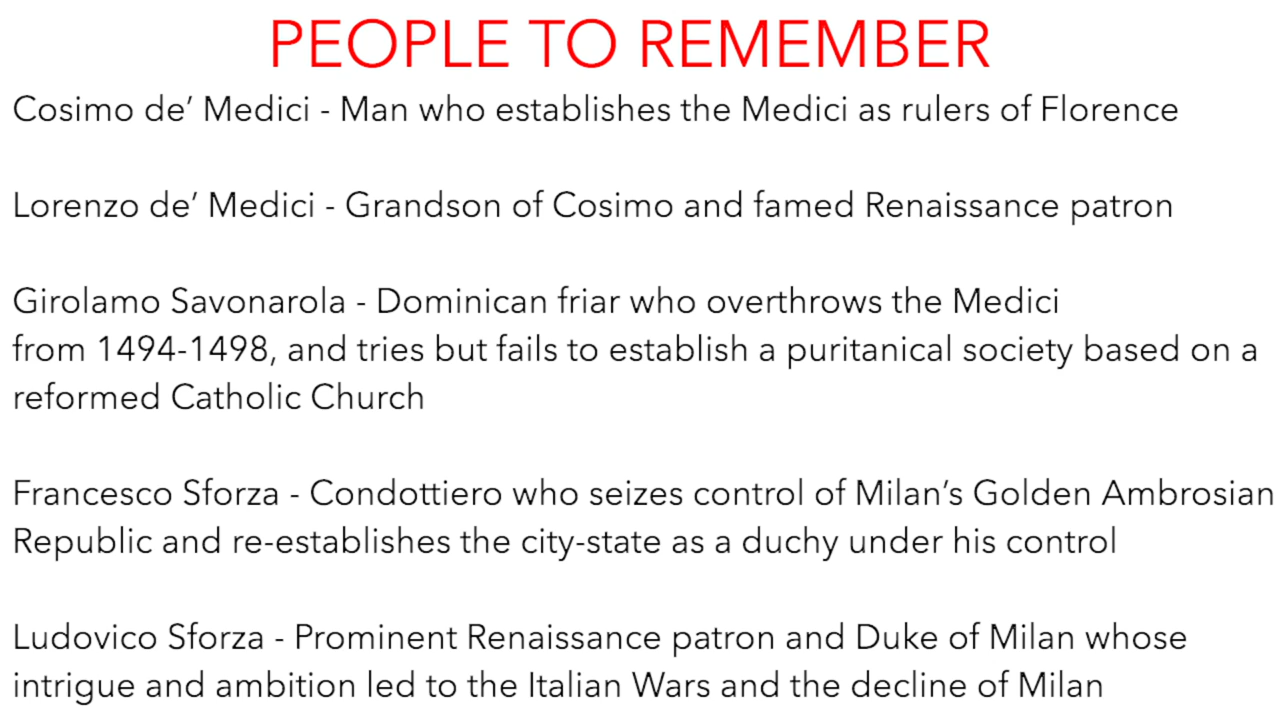 PEOPLE TO REMEMBER
Cosimo de’ Medici - Man who establishes the Medici as rulers of Florence
Lorenzo de’ Medici - Grandson of Cosimo and famed Renaissance patron
Girolamo Savonarola - Dominican friar who overthrows the Medici
from 1494-1498, and tries but fails to establish a puritanical society based on a
reformed Catholic Church
Francesco Sforza - Condottiero who seizes control of Milan’s Golden Ambrosian
Republic and re-establishes the city-state as a duchy under his control
Ludovico Sforza - Prominent Renaissance patron and Duke of Milan whose
intrigue and ambition led to the Italian Wars and the decline of Milan